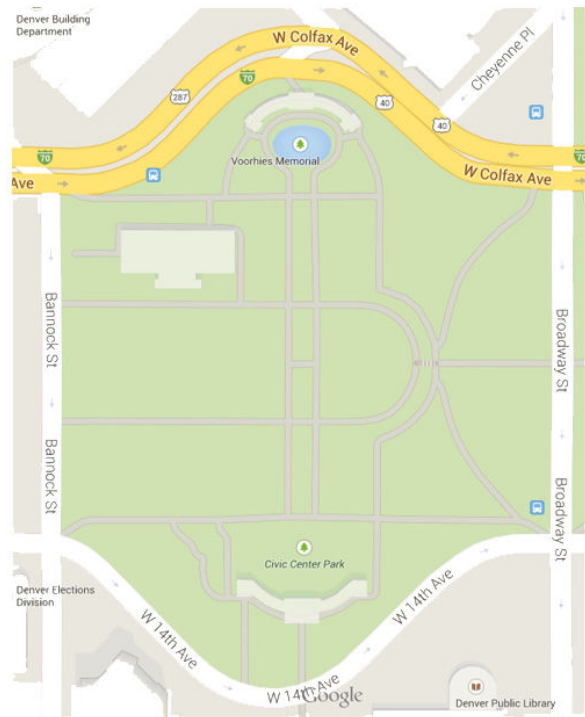 Denver Building
Department
W Colfax Ave
Cheyenne Pl
70
287
40
40
70
70
Voorhies Memorial
Ave
W Colfax Ave
Bannock St
Broadway St
Bannock St
Broadway St
Civic Center Park
Denver Elections
Division
W 14th Ave
W 14th Ave
W 14th Ave
Google
Denver Public Library